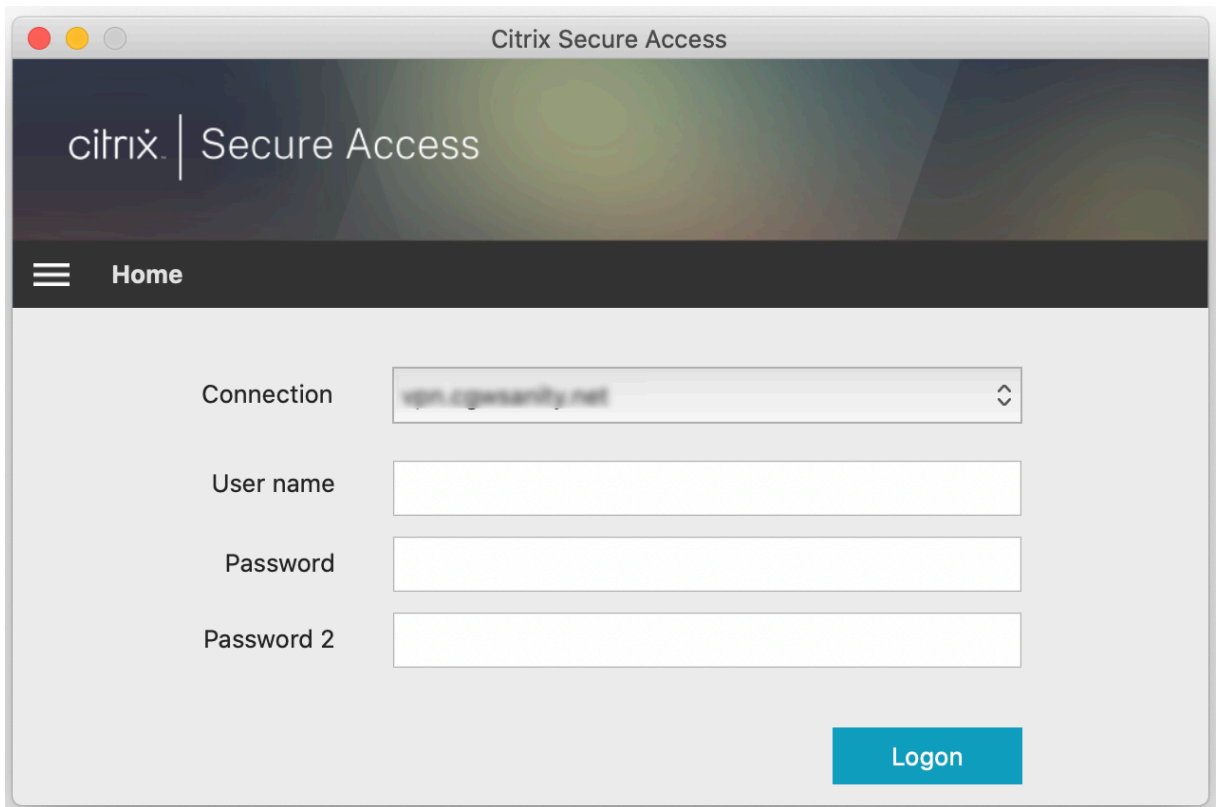 Citrix Secure Access
citrix. | Secure Access
Home
Connection
User name
Password
Password 2
Logon